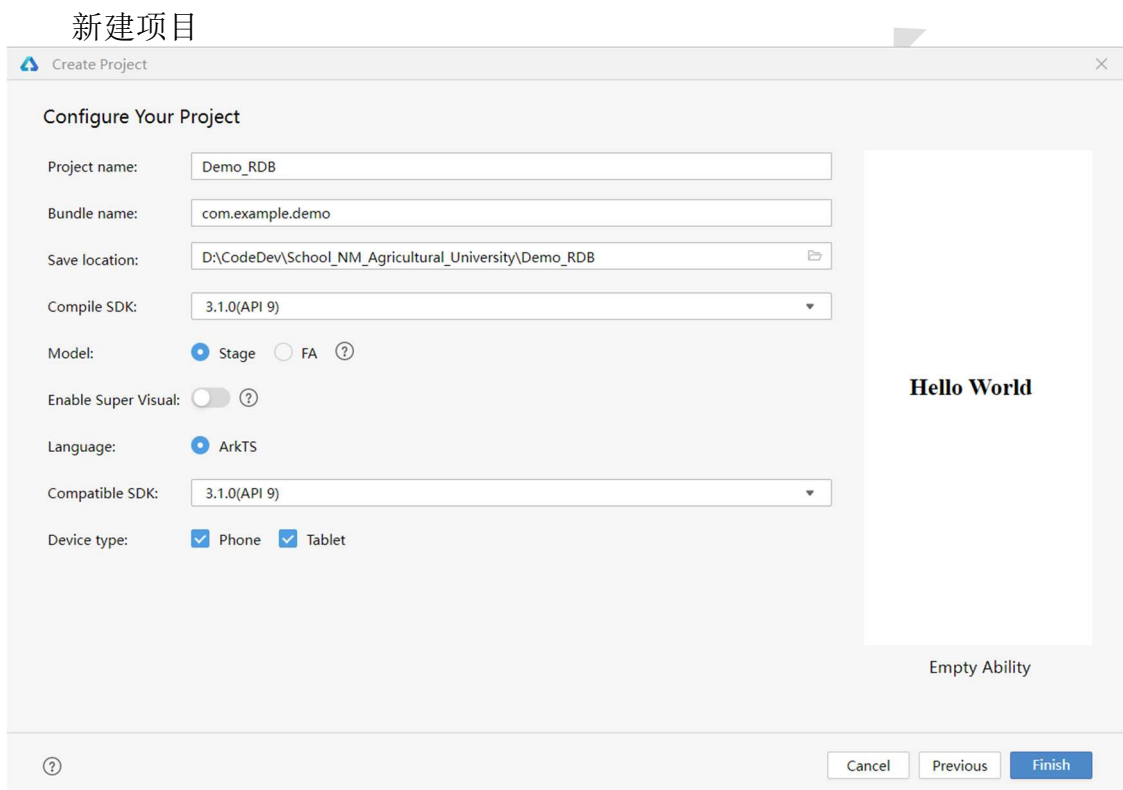 新建项目
Create Project
Configure Your Project
Project name: Demo_RDB
Bundle name: com.example.demo
Save location: D:\CodeDev\School_NM_Agricultural_University\Demo_RDB
Compile SDK: 3.1.0(API 9)
Model: Stage FA ?
Enable Super Visual: ?
Hello World
Language: ArkTS
Compatible SDK: 3.1.0(API 9)
Device type: Phone Tablet
Empty Ability
? Cancel Previous Finish